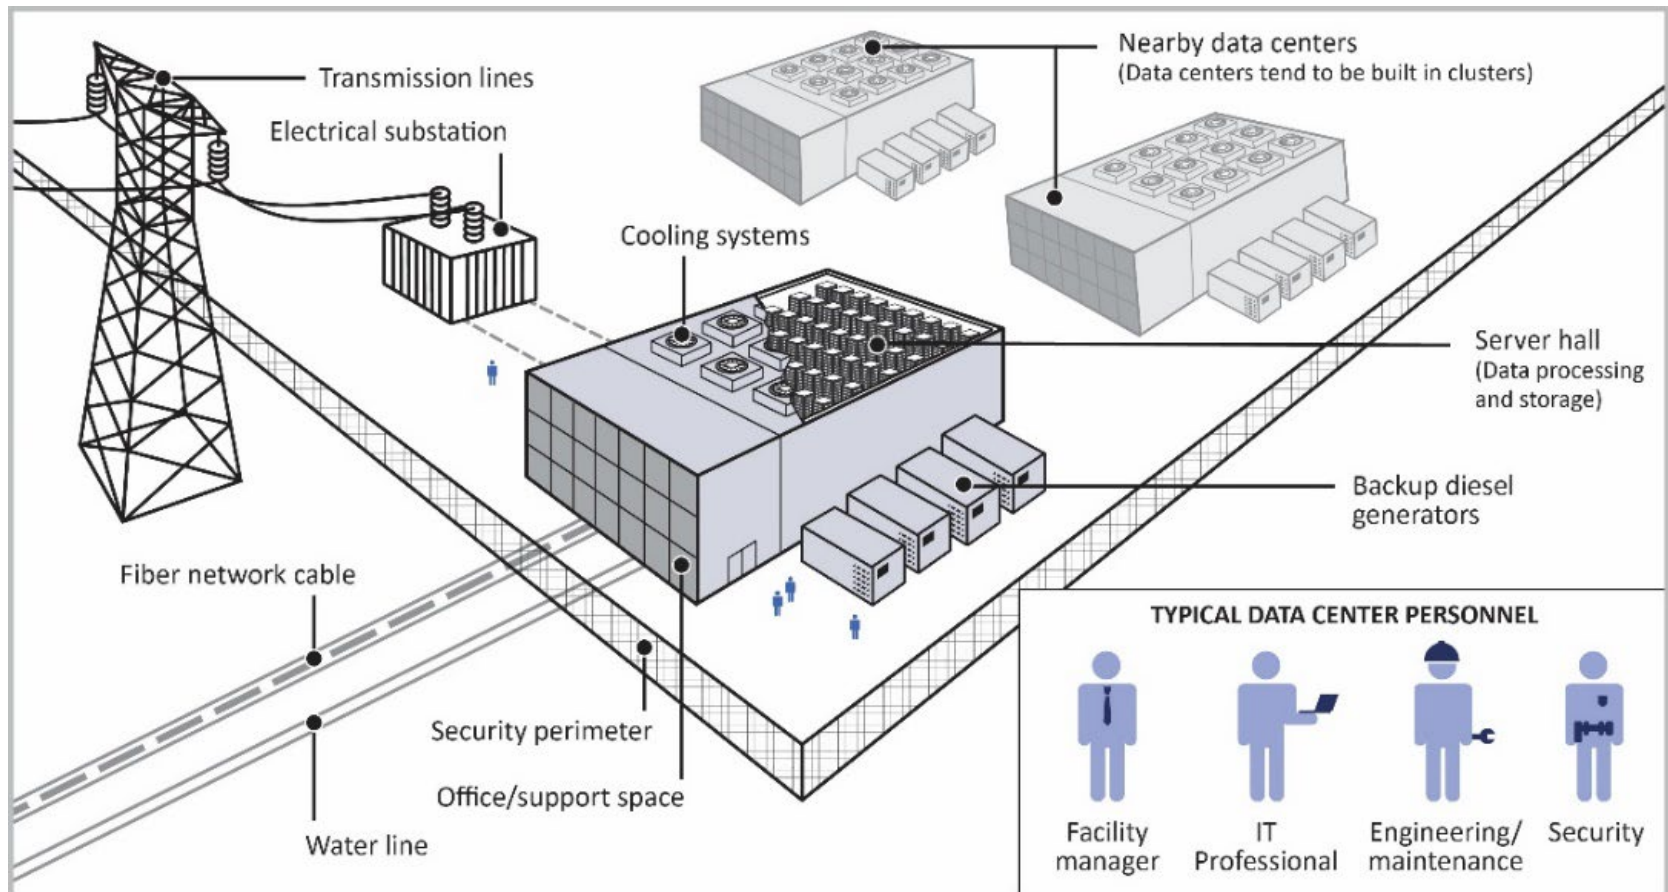 Transmission lines
Electrical substation
Nearby data centers
(Data centers tend to be built in clusters)
Cooling systems
Server hall
(Data processing
and storage)
Backup diesel
generators
Fiber network cable
Security perimeter
Office/support space
Water line
TYPICAL DATA CENTER PERSONNEL
Facility
manager
IT
Professional
Engineering/
maintenance
Security